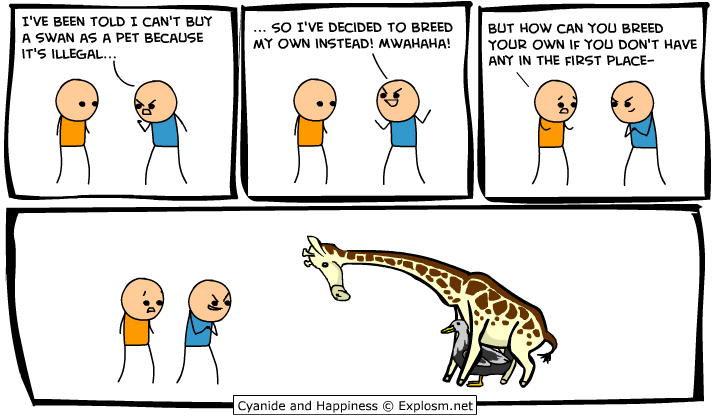 I'VE BEEN TOLD I CAN'T BUY
A SWAN AS A PET BECAUSE
IT'S ILLEGAL...
... SO I'VE DECIDED TO BREED
MY OWN INSTEAD! MWAHAHA!
BUT HOW CAN YOU BREED
YOUR OWN IF YOU DON'T HAVE
ANY IN THE FIRST PLACE-
Cyanide and Happiness © Explosm.net